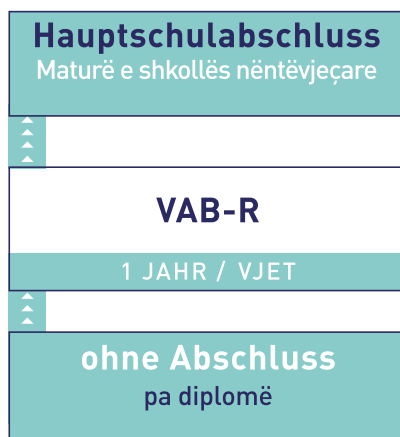 Hauptschulabschluss
Maturë e shkollës nëntëvjeçare
VAB-R
1 JAHR / VJET
ohne Abschluss
pa diplomë